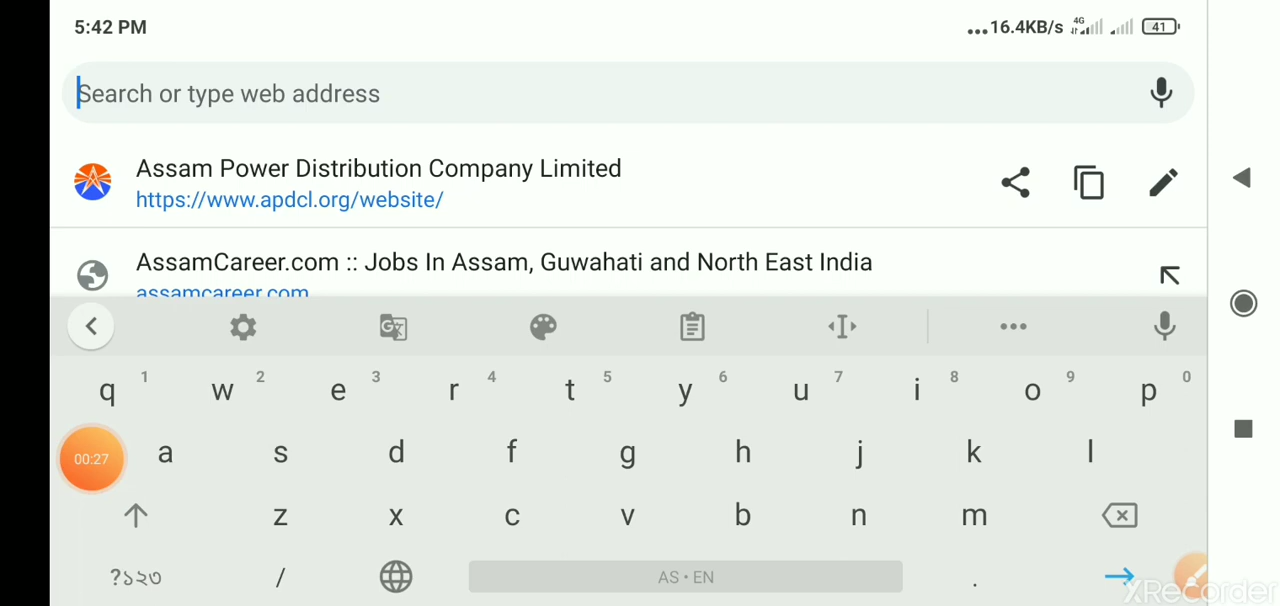 5:42 PM
...16.4KB/s 4G 41
Search or type web address
Assam Power Distribution Company Limited
https://www.apdcl.org/website/
AssamCareer.com :: Jobs In Assam, Guwahati and North East India
assamcareer.com
q 1 w 2 e 3 r 4 t 5 y 6 u 7 i 8 o 9 p 0
00:27 a s d f g h j k l
z x c v b n m
?১২৩ / AS • EN .
XRecorder